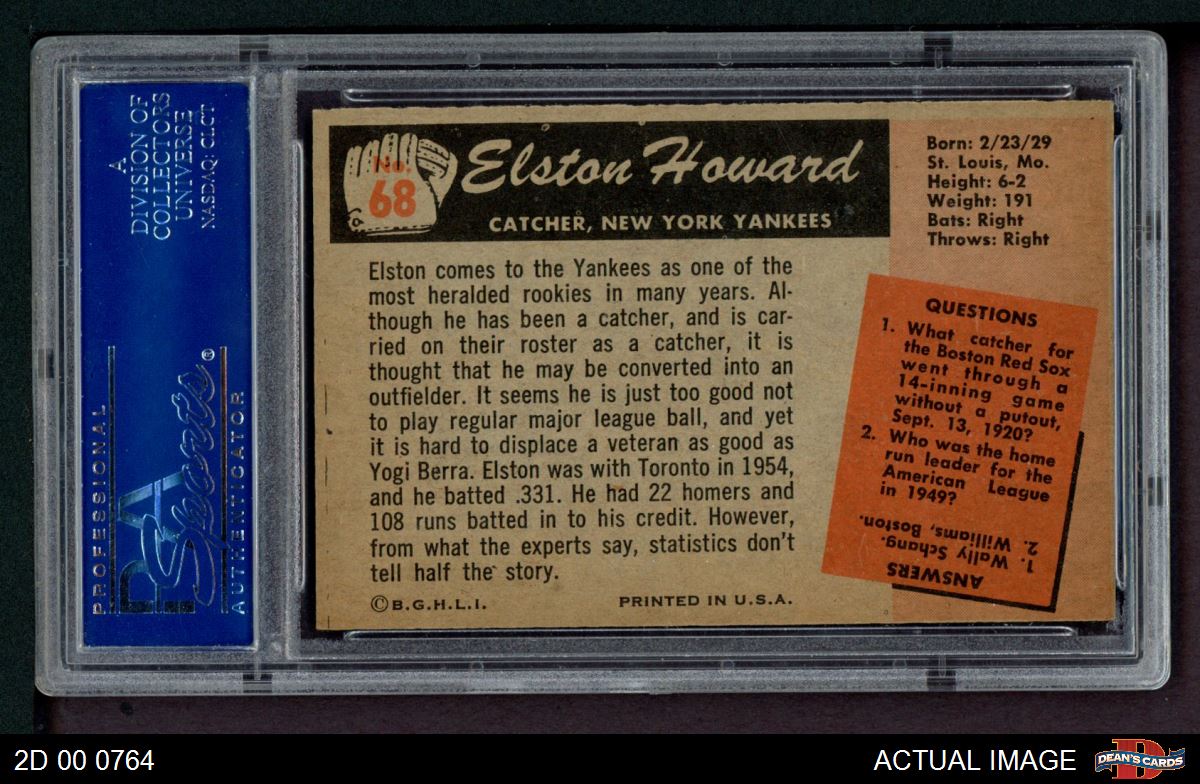 A
DIVISION OF
COLLECTORS
UNIVERSE
NASDAQ: CLCT
PROFESSIONAL
PSA
Sports®
AUTHENTICATOR
No.
68
Elston Howard
CATCHER, NEW YORK YANKEES
Elston comes to the Yankees as one of the
most heralded rookies in many years. Al-
though he has been a catcher, and is car-
ried on their roster as a catcher, it is
thought that he may be converted into an
outfielder. It seems he is just too good not
to play regular major league ball, and yet
it is hard to displace a veteran as good as
Yogi Berra. Elston was with Toronto in 1954,
and he batted .331. He had 22 homers and
108 runs batted in to his credit. However,
from what the experts say, statistics don't
tell half the story.
©B.G.H.L.I.
PRINTED IN U.S.A.
Born: 2/23/29
St. Louis, Mo.
Height: 6-2
Weight: 191
Bats: Right
Throws: Right
QUESTIONS
1. What catcher for
the Boston Red Sox
went through a
14-inning game
without a putout,
Sept. 13, 1920?
2. Who was the home
run leader for the
American League
in 1949?
ANSWERS
1. Wally Schang.
2. Williams, Boston.
2D 00 0764
ACTUAL IMAGE
D
DEAN'S CARDS